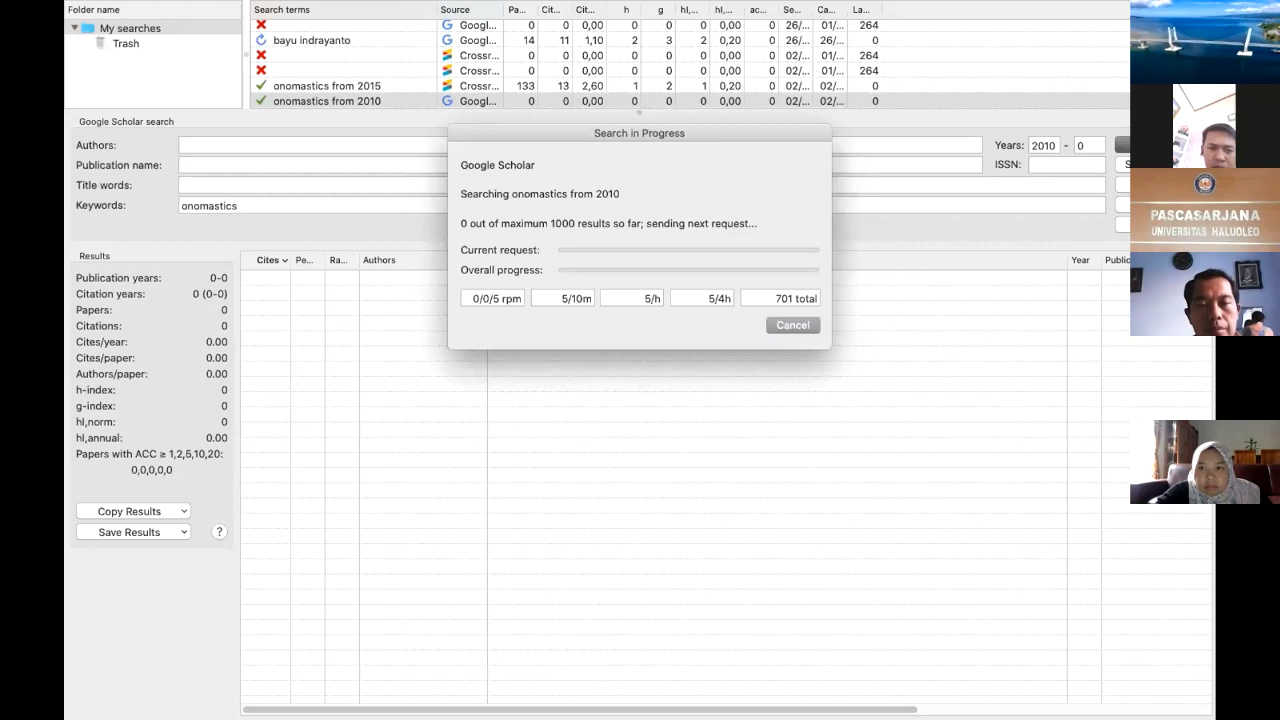 Folder name
My searches
Trash
Search terms Source Pa... Cit... Cit... h g hI,... hI,... ac... Se... Ca... La...
Googl... 0 0 0,00 0 0 0 0,00 0 26/... 01/... 264
bayu indrayanto Googl... 14 11 1,10 2 3 2 0,20 0 26/... 26/... 0
Crossr... 0 0 0,00 0 0 0 0,00 0 02/... 01/... 264
Crossr... 0 0 0,00 0 0 0 0,00 0 02/... 01/... 264
onomastics from 2015 Crossr... 133 13 2,60 1 2 1 0,20 0 02/... 02/... 0
onomastics from 2010 Googl... 0 0 0,00 0 0 0 0,00 0 02/... 02/... 0
Google Scholar search
Authors: Years: 2010 - 0
Publication name: ISSN: S
Title words:
Keywords: onomastics
Search in Progress
Google Scholar
Searching onomastics from 2010
0 out of maximum 1000 results so far; sending next request...
Current request:
Overall progress:
0/0/5 rpm 5/10m 5/h 5/4h 701 total
Cancel
Results
Publication years: 0-0
Citation years: 0 (0-0)
Papers: 0
Citations: 0
Cites/year: 0.00
Cites/paper: 0.00
Authors/paper: 0.00
h-index: 0
g-index: 0
hI,norm: 0
hI,annual: 0.00
Papers with ACC ≥ 1,2,5,10,20:
0,0,0,0,0
Copy Results
Save Results ?
Cites Pe... Ra... Authors Year Public
PASCASARJANA
UNIVERSITAS HALUOLEO